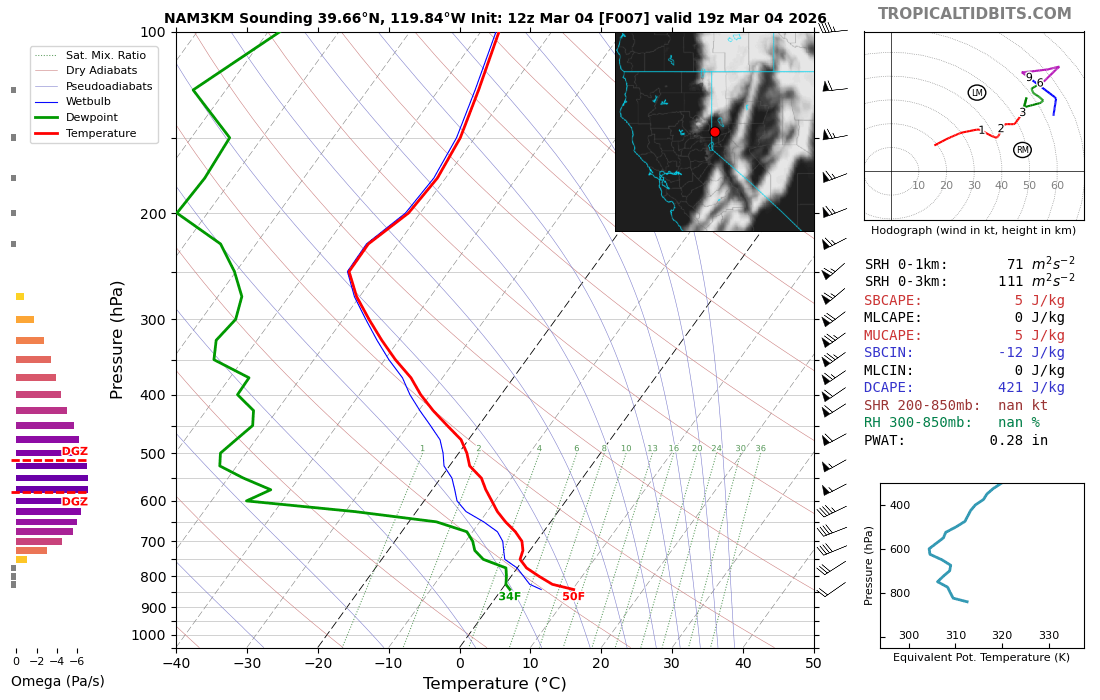 NAM3KM Sounding 39.66°N, 119.84°W Init: 12z Mar 04 [F007] valid 19z Mar 04 2026
TROPICALTIDBITS.COM
Sat. Mix. Ratio
Dry Adiabats
Pseudoadiabats
Wetbulb
Dewpoint
Temperature
100
200
300
400
500
600
700
800
900
1000
Pressure (hPa)
−40 −30 −20 −10 0 10 20 30 40 50
Temperature (°C)
1 2 4 6 8 10 13 16 20 24 30 36
34F
50F
DGZ
DGZ
0 −2 −4 −6
Omega (Pa/s)
LM
RM
1
2
3
6
9
10 20 30 40 50 60
Hodograph (wind in kt, height in km)
SRH 0-1km: 71 m²s⁻²
SRH 0-3km: 111 m²s⁻²
SBCAPE: 5 J/kg
MLCAPE: 0 J/kg
MUCAPE: 5 J/kg
SBCIN: -12 J/kg
MLCIN: 0 J/kg
DCAPE: 421 J/kg
SHR 200-850mb: nan kt
RH 300-850mb: nan %
PWAT: 0.28 in
400
600
800
Pressure (hPa)
300 310 320 330
Equivalent Pot. Temperature (K)